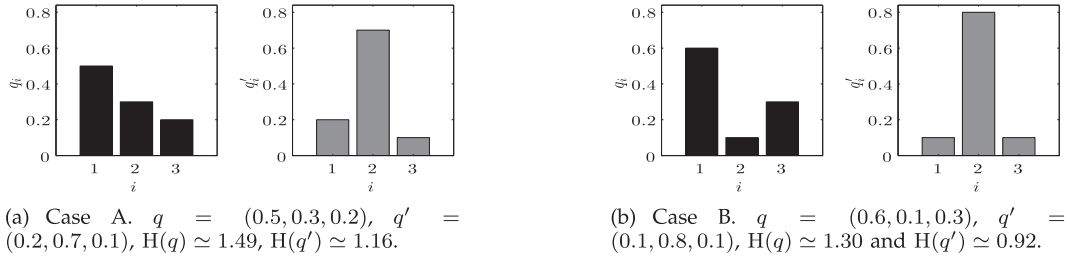 0.8
0.6
0.4
0.2
0
q_i
1 2 3
i
0.8
0.6
0.4
0.2
0
q'_i
1 2 3
i
(a) Case A. q = (0.5, 0.3, 0.2), q′ =
(0.2, 0.7, 0.1), H(q) ≃ 1.49, H(q′) ≃ 1.16.
0.8
0.6
0.4
0.2
0
q_i
1 2 3
i
0.8
0.6
0.4
0.2
0
q'_i
1 2 3
i
(b) Case B. q = (0.6, 0.1, 0.3), q′ =
(0.1, 0.8, 0.1), H(q) ≃ 1.30 and H(q′) ≃ 0.92.